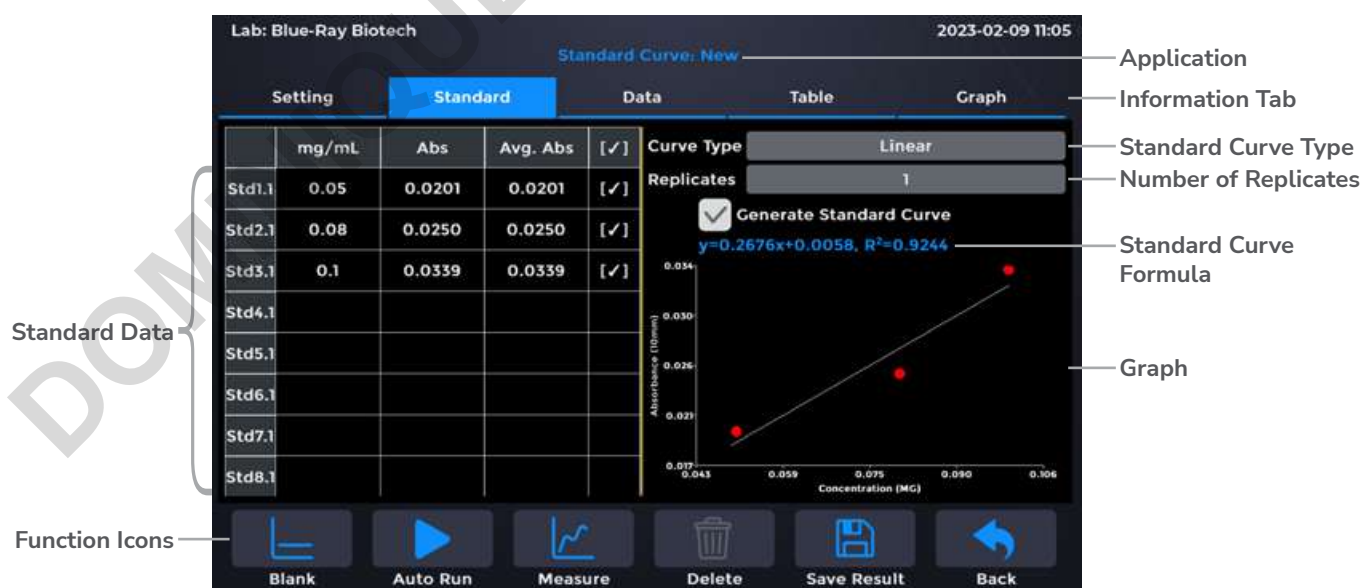 Lab: Blue-Ray Biotech 2023-02-09 11:05
Standard Curve: New
Application
Setting Standard Data Table Graph
Information Tab
mg/mL Abs Avg. Abs [✓]
Std1.1 0.05 0.0201 0.0201 [✓]
Std2.1 0.08 0.0250 0.0250 [✓]
Std3.1 0.1 0.0339 0.0339 [✓]
Std4.1
Std5.1
Std6.1
Std7.1
Std8.1
Standard Data
Curve Type Linear
Standard Curve Type
Replicates 1
Number of Replicates
Generate Standard Curve
y=0.2676x+0.0058, R²=0.9244
Standard Curve
Formula
0.034
0.030
0.026
0.021
0.017
Absorbance (10mm)
0.043 0.059 0.075 0.090 0.106
Concentration (MG)
Graph
Function Icons
Blank Auto Run Measure Delete Save Result Back